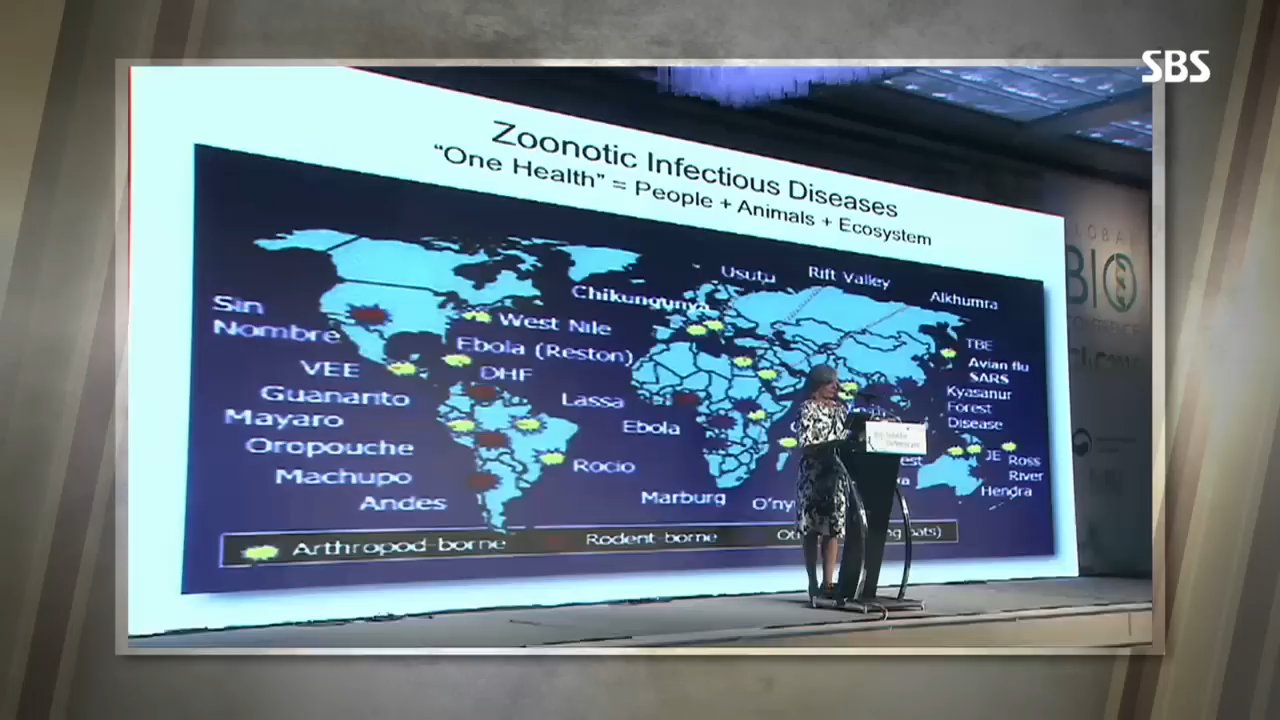 SBS
Zoonotic Infectious Diseases
"One Health" = People + Animals + Ecosystem
Usutu
Rift Valley
Alkhumra
Chikungunya
Sin
Nombre
West Nile
TBE
Ebola (Reston)
Avian flu
SARS
VEE
DHF
Kyasanur
Forest
Disease
Guanarito
Lassa
Mayaro
Ebola
Oropouche
JE
Ross
River
Rocio
Machupo
Hendra
Andes
Marburg
O'ny
Arthropod-borne
Rodent-borne
BIO